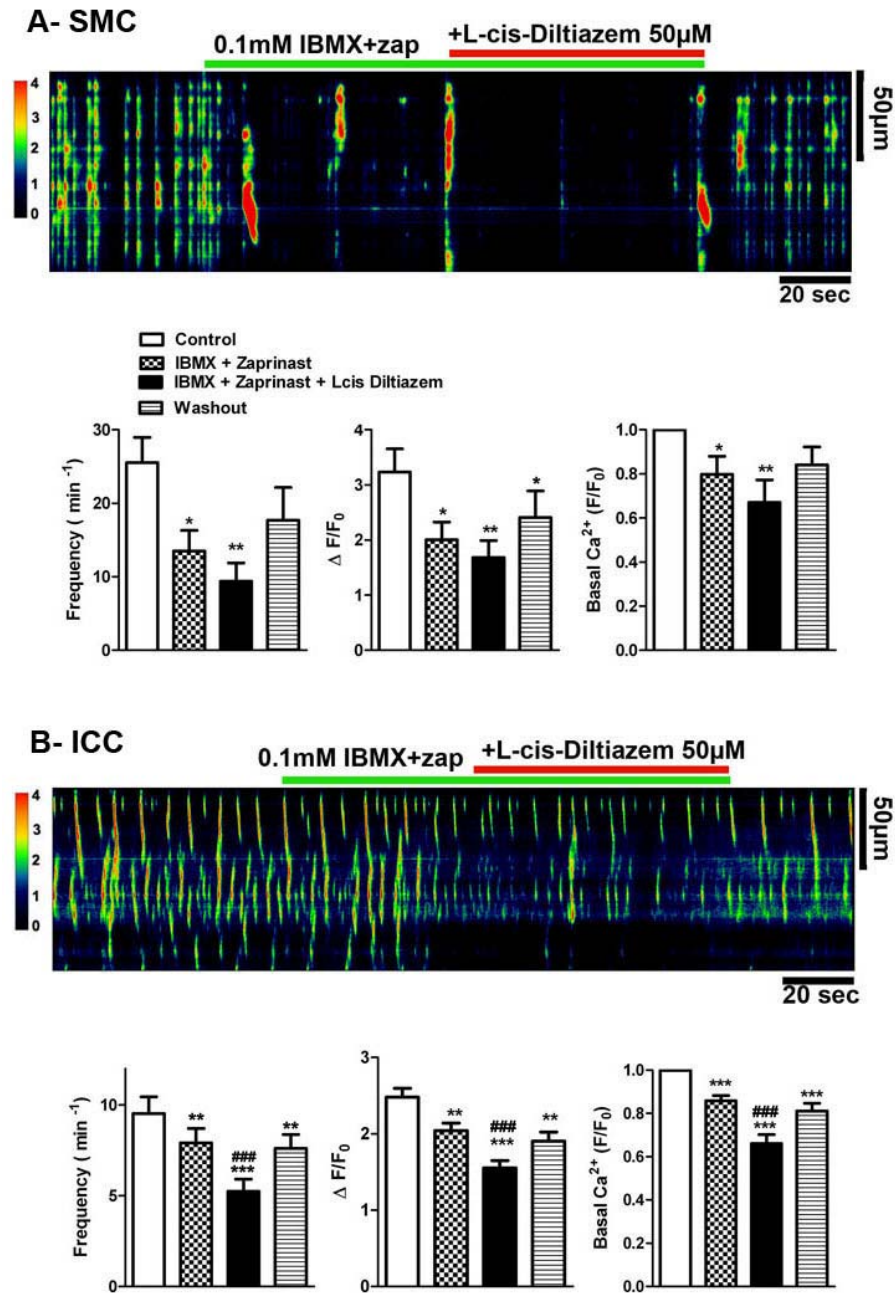 A- SMC
+L-cis-Diltiazem 50µM
0.1mM IBMX+zap
4
3
2
1
0
50µm
20 sec
Control
IBMX + Zaprinast
IBMX + Zaprinast + Lcis Diltiazem
Washout
Frequency ( min -1)
30
20
10
0
*
**
Δ F/F0
4
3
2
1
0
*
**
*
Basal Ca2+ (F/F0)
1.0
0.8
0.6
0.4
0.2
0.0
*
**
B- ICC
+L-cis-Diltiazem 50µM
0.1mM IBMX+zap
4
3
2
1
0
50µm
20 sec
Frequency ( min -1)
10
5
0
**
###
***
**
Δ F/F0
3
2
1
0
**
###
***
**
Basal Ca2+ (F/F0)
1.0
0.8
0.6
0.4
0.2
0.0
***
###
***
***